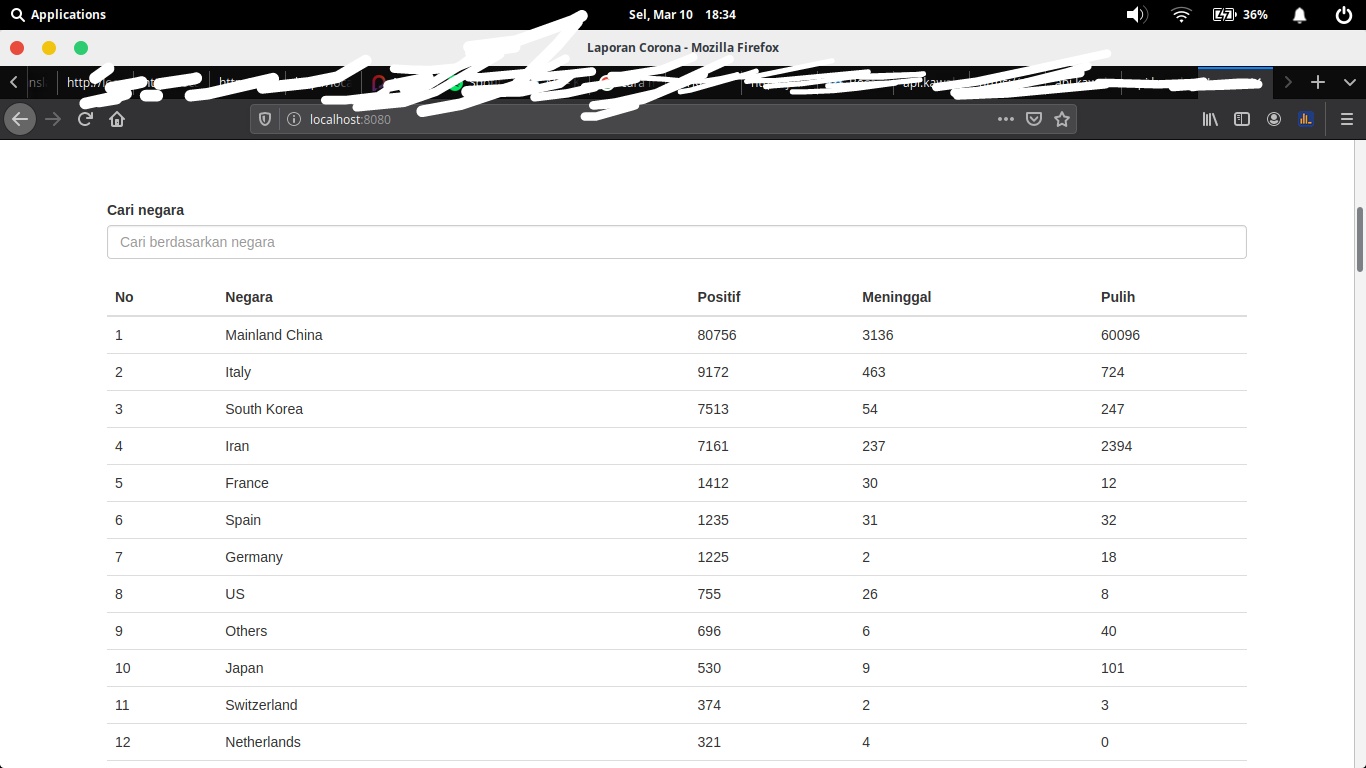 Applications
Sel, Mar 10 18:34
36%
Laporan Corona - Mozilla Firefox
localhost:8080
Cari negara
Cari berdasarkan negara
No Negara Positif Meninggal Pulih
1 Mainland China 80756 3136 60096
2 Italy 9172 463 724
3 South Korea 7513 54 247
4 Iran 7161 237 2394
5 France 1412 30 12
6 Spain 1235 31 32
7 Germany 1225 2 18
8 US 755 26 8
9 Others 696 6 40
10 Japan 530 9 101
11 Switzerland 374 2 3
12 Netherlands 321 4 0